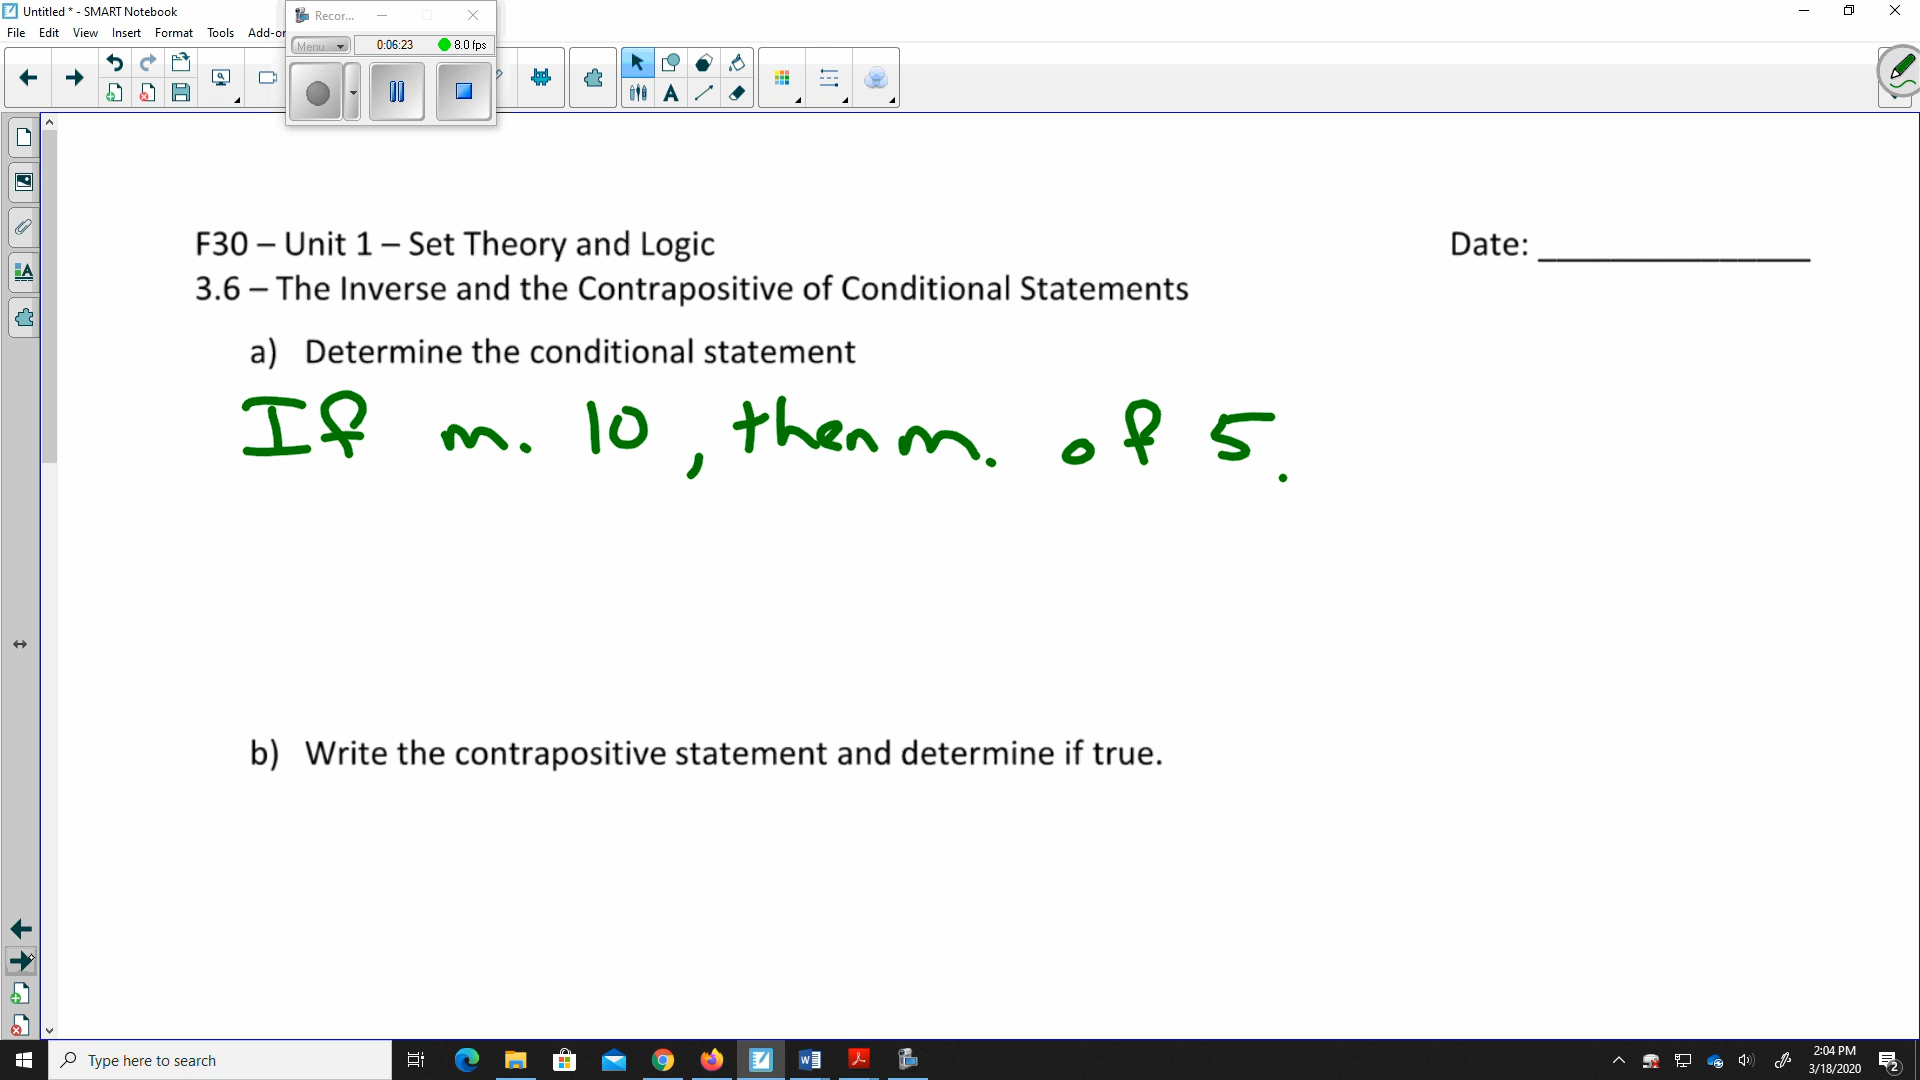 Untitled * - SMART Notebook
Recor...
File Edit View Insert Format Tools Add-on
Menu 0:06:23 8.0 fps
F30 – Unit 1 – Set Theory and Logic Date: _______________
3.6 – The Inverse and the Contrapositive of Conditional Statements
a) Determine the conditional statement
If m. 10, then m. of 5.
b) Write the contrapositive statement and determine if true.
Type here to search
2:04 PM
3/18/2020
2